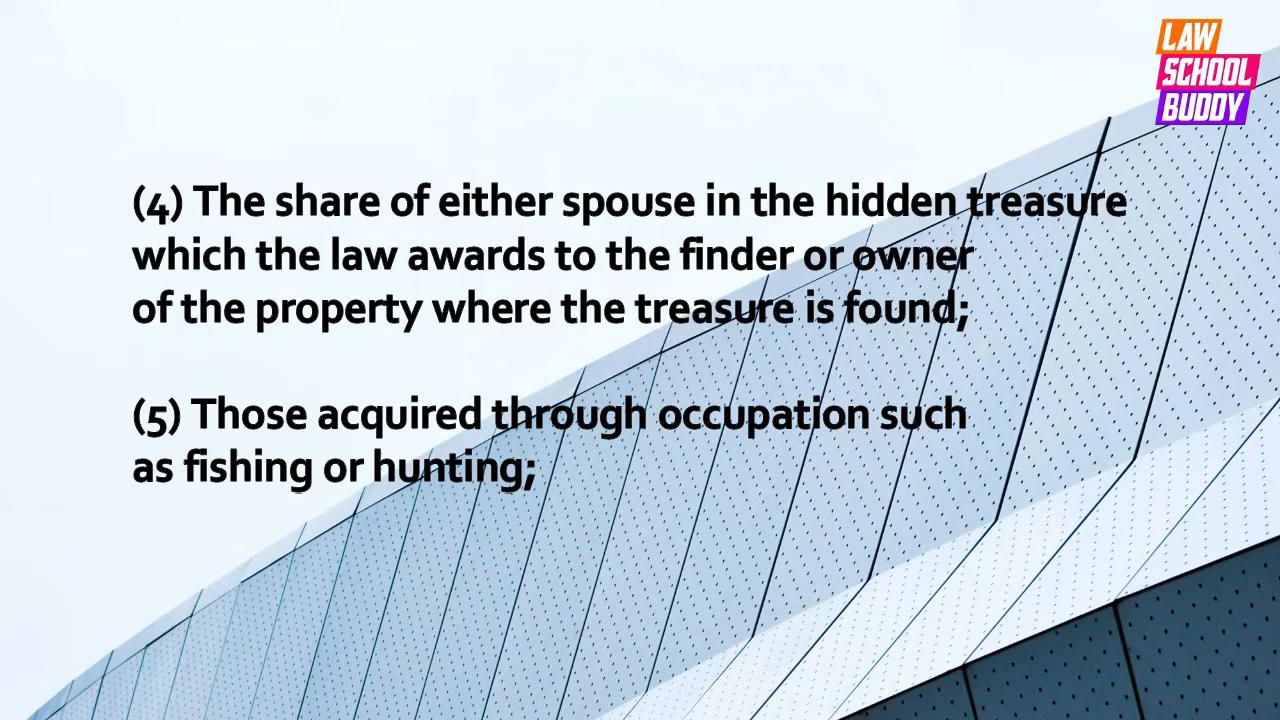 LAW
SCHOOL
BUDDY
(4) The share of either spouse in the hidden treasure
which the law awards to the finder or owner
of the property where the treasure is found;
(5) Those acquired through occupation such
as fishing or hunting;